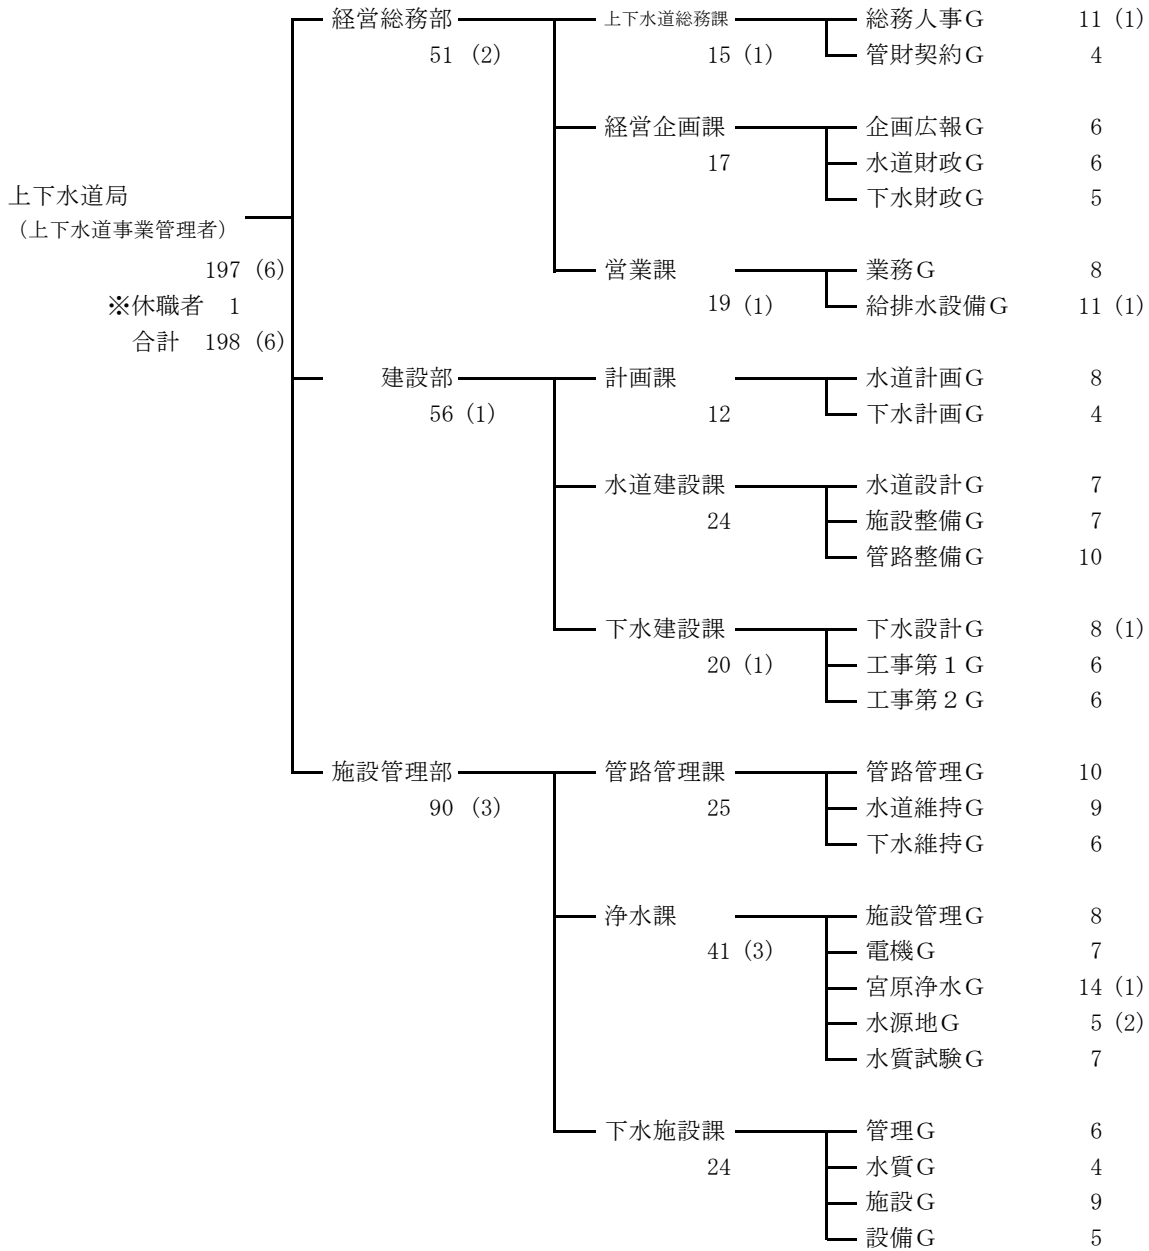 経営総務部 上下水道総務課 総務人事G 11 (1)
51 (2) 15 (1) 管財契約G 4
経営企画課 企画広報G 6
17 水道財政G 6
上下水道局 下水財政G 5
（上下水道事業管理者）
197 (6) 営業課 業務G 8
※休職者 1 19 (1) 給排水設備G 11 (1)
合計 198 (6)
建設部 計画課 水道計画G 8
56 (1) 12 下水計画G 4
水道建設課 水道設計G 7
24 施設整備G 7
管路整備G 10
下水建設課 下水設計G 8 (1)
20 (1) 工事第１G 6
工事第２G 6
施設管理部 管路管理課 管路管理G 10
90 (3) 25 水道維持G 9
下水維持G 6
浄水課 施設管理G 8
41 (3) 電機G 7
宮原浄水G 14 (1)
水源地G 5 (2)
水質試験G 7
下水施設課 管理G 6
24 水質G 4
施設G 9
設備G 5